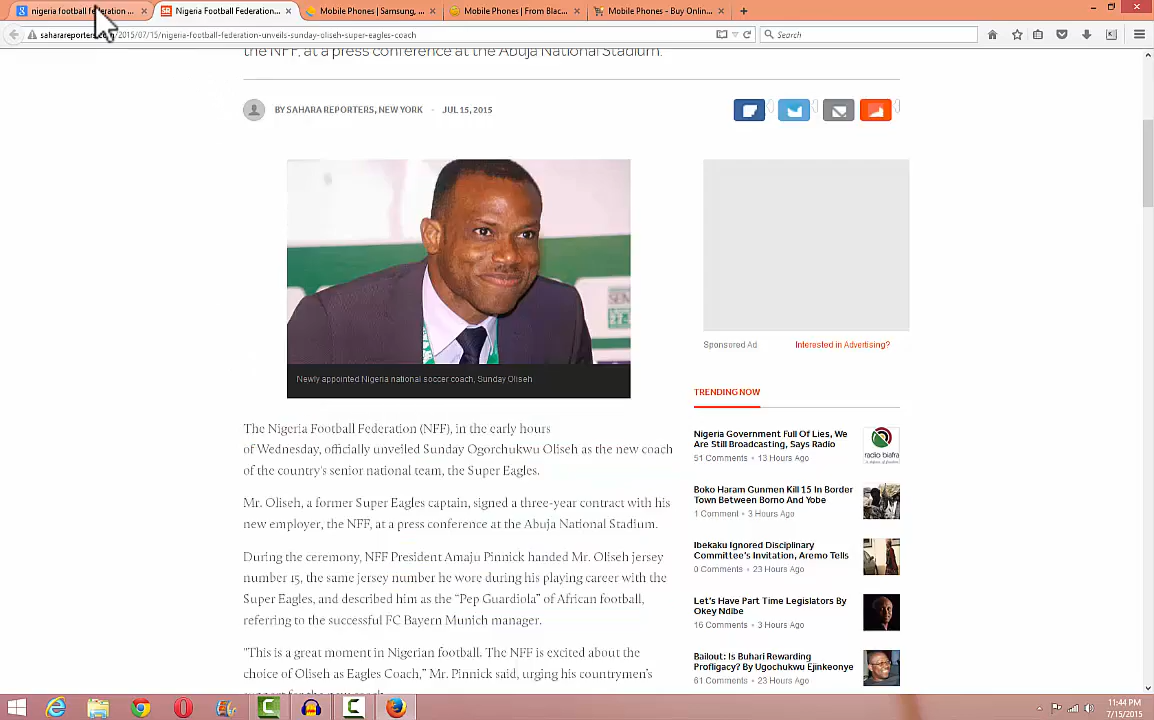 nigeria football federation ...
Nigeria Football Federation...
Mobile Phones | Samsung, ...
Mobile Phones | From Blac...
Mobile Phones - Buy Onlin...
2015/07/15/nigeria-football-federation-unveils-sunday-oliseh-super-eagles-coach
Search
the NFF, at a press conference at the Abuja National Stadium.
BY SAHARA REPORTERS, NEW YORK - JUL 15, 2015
0 0 0 0
Newly appointed Nigeria national soccer coach, Sunday Oliseh
The Nigeria Football Federation (NFF), in the early hours
of Wednesday, officially unveiled Sunday Ogorchukwu Oliseh as the new coach
of the country's senior national team, the Super Eagles.
Mr. Oliseh, a former Super Eagles captain, signed a three-year contract with his
new employer, the NFF, at a press conference at the Abuja National Stadium.
During the ceremony, NFF President Amaju Pinnick handed Mr. Oliseh jersey
number 15, the same jersey number he wore during his playing career with the
Super Eagles, and described him as the “Pep Guardiola” of African football,
referring to the successful FC Bayern Munich manager.
"This is a great moment in Nigerian football. The NFF is excited about the
choice of Oliseh as Eagles Coach,” Mr. Pinnick said, urging his countrymen's
Sponsored Ad
Interested in Advertising?
TRENDING NOW
Nigeria Government Full Of Lies, We
Are Still Broadcasting, Says Radio
51 Comments • 13 Hours Ago
radio biafra
Boko Haram Gunmen Kill 15 In Border
Town Between Borno And Yobe
1 Comment • 3 Hours Ago
Ibekaku Ignored Disciplinary
Committee's Invitation, Aremo Tells
0 Comments • 23 Hours Ago
Let's Have Part Time Legislators By
Okey Ndibe
16 Comments • 3 Hours Ago
Bailout: Is Buhari Rewarding
Profligacy? By Ugochukwu Ejinkeonye
61 Comments • 23 Hours Ago
11:44 PM
7/15/2015